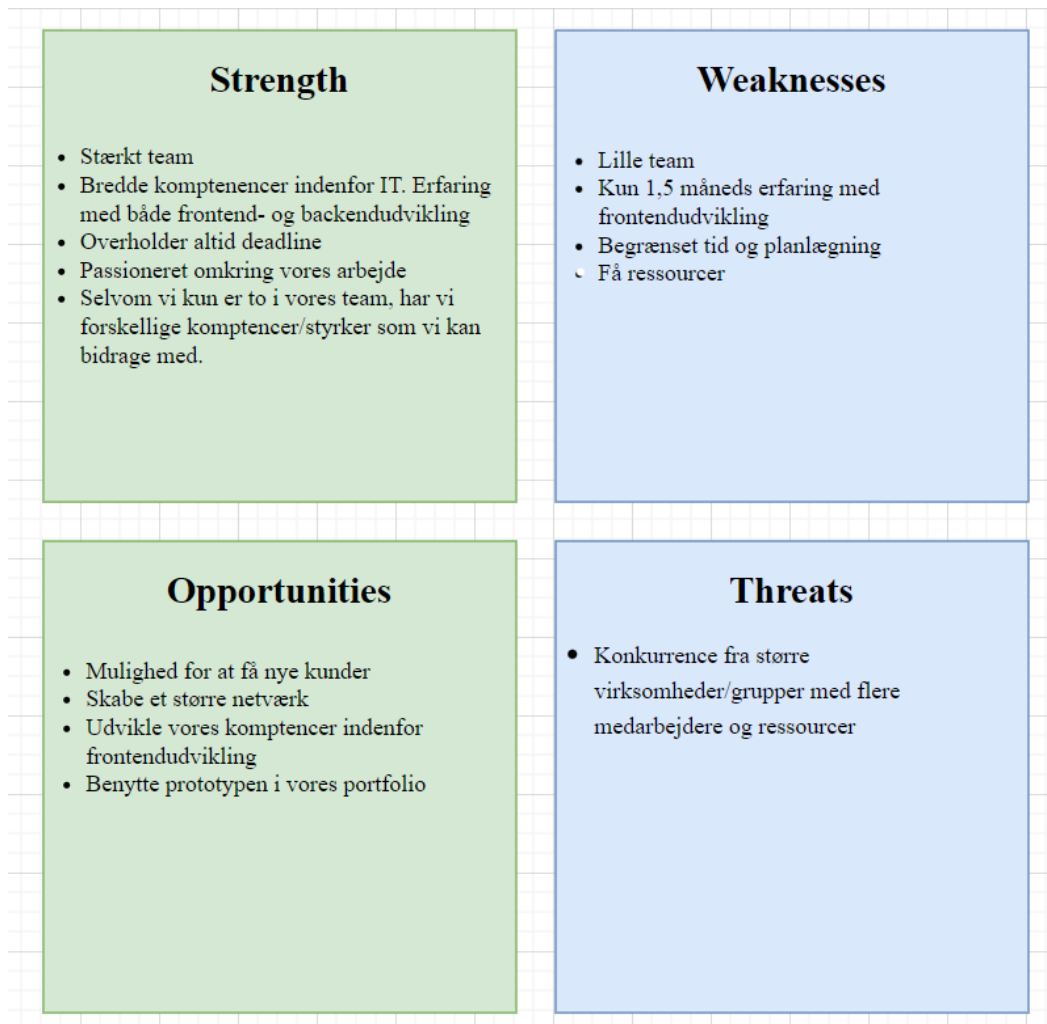 Strength
Stærkt team
Bredde komptenencer indenfor IT. Erfaring
med både frontend- og backendudvikling
Overholder altid deadline
Passioneret omkring vores arbejde
Selvom vi kun er to i vores team, har vi
forskellige komptencer/styrker som vi kan
bidrage med.
Weaknesses
Lille team
Kun 1,5 måneds erfaring med
frontendudvikling
Begrænset tid og planlægning
Få ressourcer
Opportunities
Mulighed for at få nye kunder
Skabe et større netværk
Udvikle vores komptencer indenfor
frontendudvikling
Benytte prototypen i vores portfolio
Threats
Konkurrence fra større
virksomheder/grupper med flere
medarbejdere og ressourcer